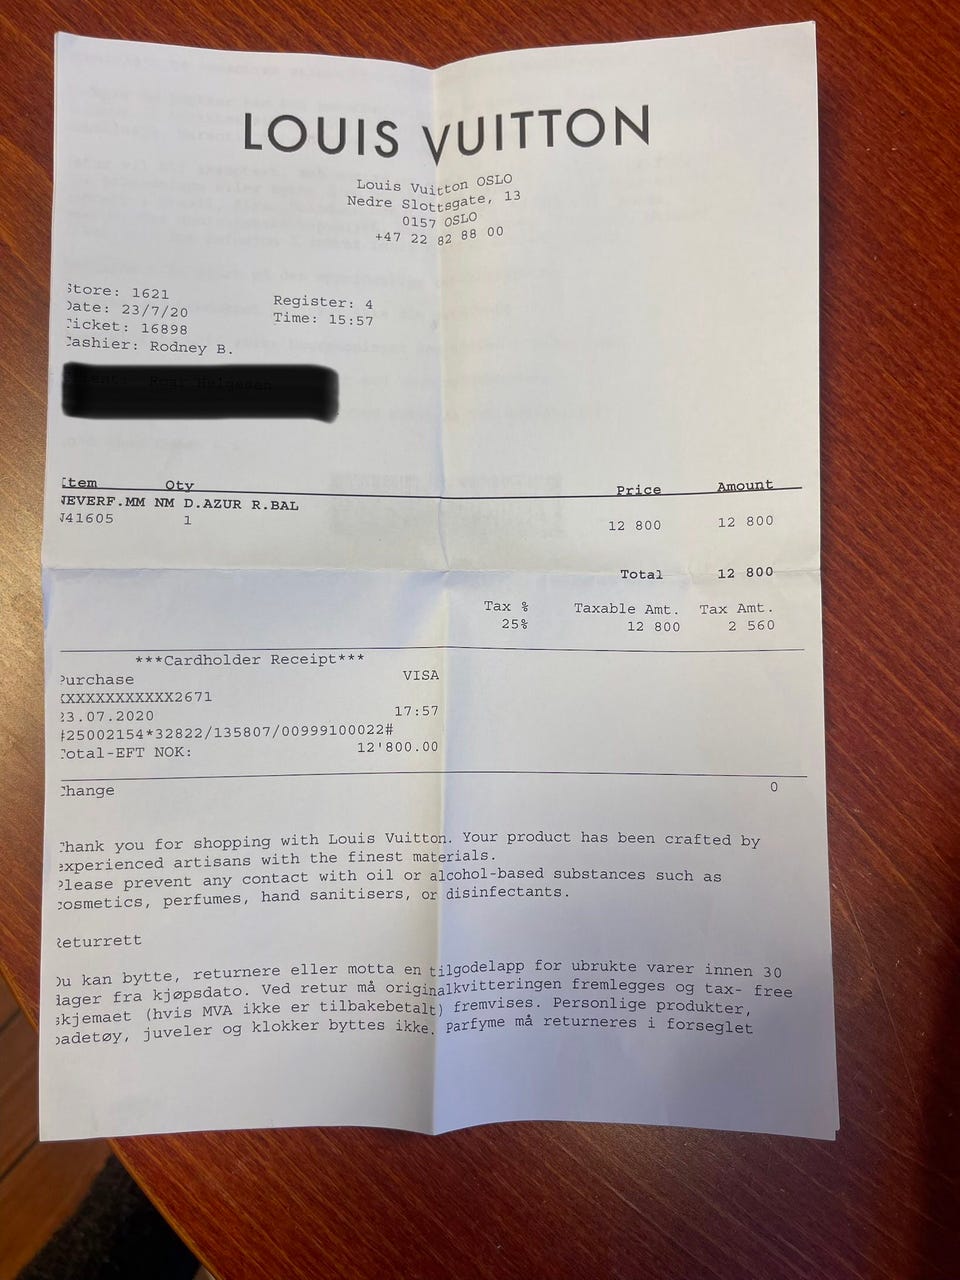 LOUIS VUITTON
Louis Vuitton OSLO
Nedre Slottsgate, 13
0157 OSLO
+47 22 82 88 00
Store: 1621 Register: 4
Date: 23/7/20 Time: 15:57
Ticket: 16898
Cashier: Rodney B.
Item Qty Price Amount
NEVERF.MM NM D.AZUR R.BAL
N41605 1 12 800 12 800
Total 12 800
Tax % Taxable Amt. Tax Amt.
25% 12 800 2 560
***Cardholder Receipt***
Purchase VISA
XXXXXXXXXXXX2671
23.07.2020 17:57
#25002154*32822/135807/00999100022#
Total-EFT NOK: 12'800.00
Change 0
Thank you for shopping with Louis Vuitton. Your product has been crafted by
experienced artisans with the finest materials.
Please prevent any contact with oil or alcohol-based substances such as
cosmetics, perfumes, hand sanitisers, or disinfectants.
Returrett
Du kan bytte, returnere eller motta en tilgodelapp for ubrukte varer innen 30
dager fra kjøpsdato. Ved retur må originalkvitteringen fremlegges og tax- free
skjemaet (hvis MVA ikke er tilbakebetalt) fremvises. Personlige produkter,
badetøy, juveler og klokker byttes ikke. Parfyme må returneres i forseglet